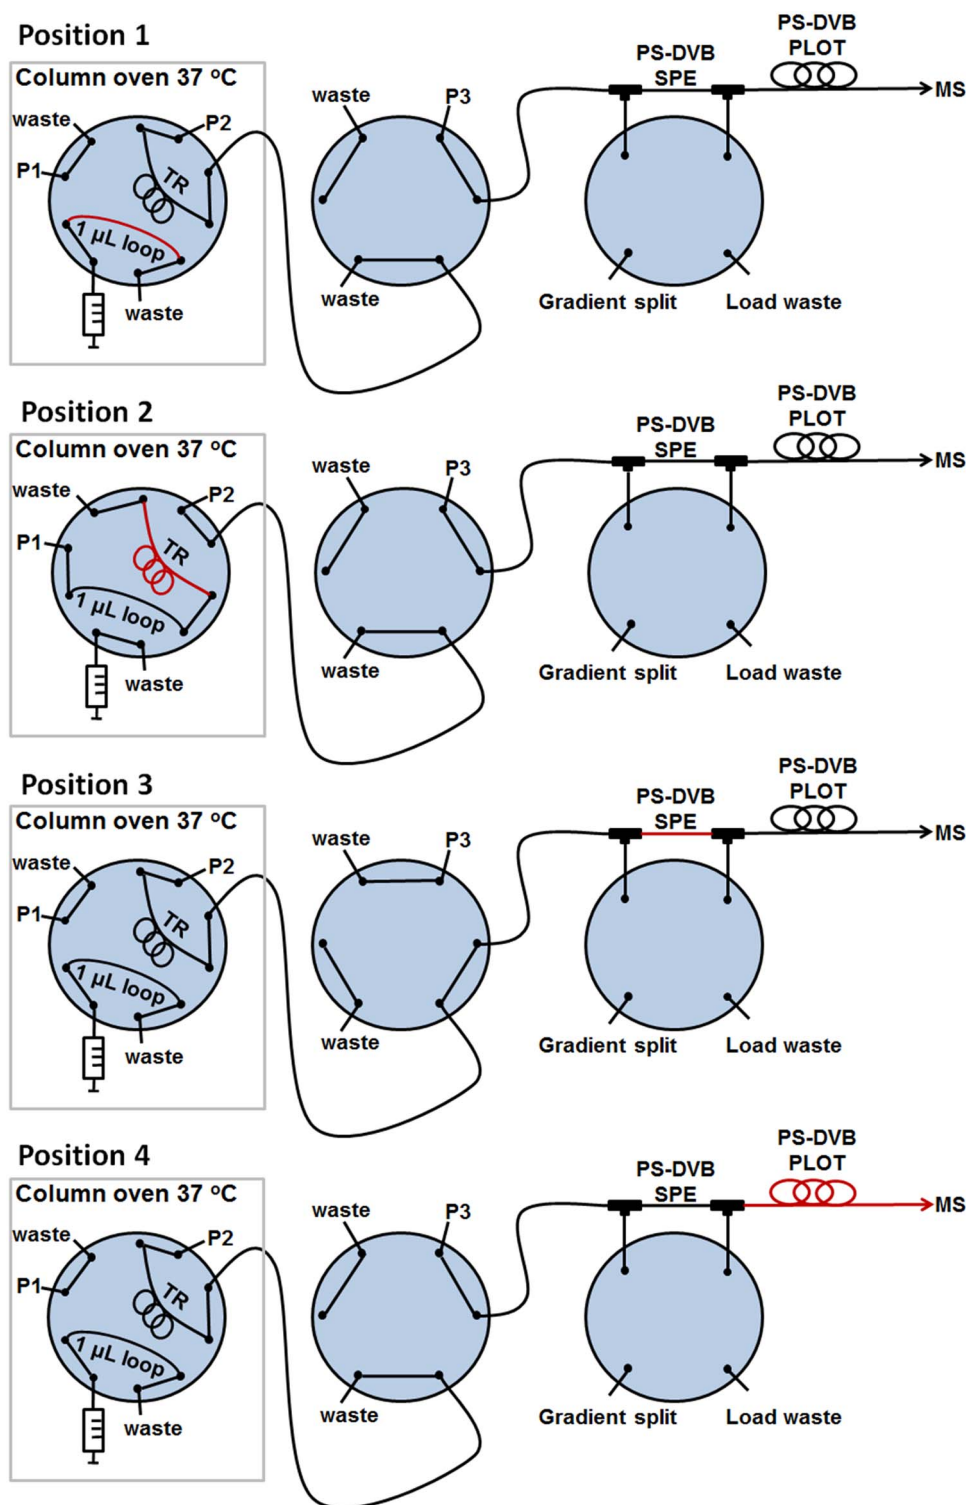 Position 1
Column oven 37 °C
waste
P2
P1
TR
1 µL loop
waste
waste
P3
waste
PS-DVB
SPE
PS-DVB
PLOT
MS
Gradient split
Load waste
Position 2
Column oven 37 °C
waste
P2
P1
TR
1 µL loop
waste
waste
P3
waste
PS-DVB
SPE
PS-DVB
PLOT
MS
Gradient split
Load waste
Position 3
Column oven 37 °C
waste
P2
P1
TR
1 µL loop
waste
waste
P3
waste
PS-DVB
SPE
PS-DVB
PLOT
MS
Gradient split
Load waste
Position 4
Column oven 37 °C
waste
P2
P1
TR
1 µL loop
waste
waste
P3
waste
PS-DVB
SPE
PS-DVB
PLOT
MS
Gradient split
Load waste